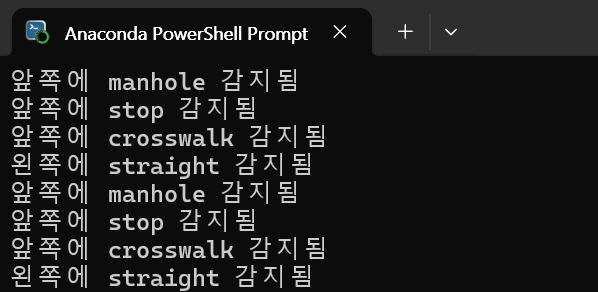 Anaconda PowerShell Prompt
앞쪽에 manhole 감지됨
앞쪽에 stop 감지됨
앞쪽에 crosswalk 감지됨
왼쪽에 straight 감지됨
앞쪽에 manhole 감지됨
앞쪽에 stop 감지됨
앞쪽에 crosswalk 감지됨
왼쪽에 straight 감지됨